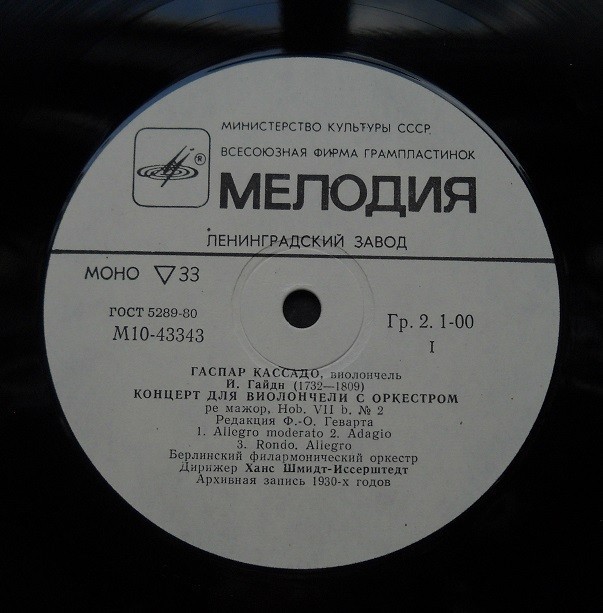 МИНИСТЕРСТВО КУЛЬТУРЫ СССР.
ВСЕСОЮЗНАЯ ФИРМА ГРАМПЛАСТИНОК
®
МЕЛОДИЯ
ЛЕНИНГРАДСКИЙ ЗАВОД
МОНО ▽ 33
ГОСТ 5289-80
М10-43343
Гр. 2. 1-00
I
ГАСПАР КАССАДО, виолончель
Й. Гайдн (1732—1809)
КОНЦЕРТ ДЛЯ ВИОЛОНЧЕЛИ С ОРКЕСТРОМ
ре мажор, Hob. VII b. № 2
Редакция Ф.-О. Геварта
1. Allegro moderato 2. Adagio
3. Rondo. Allegro
Берлинский филармонический оркестр
Дирижер Ханс Шмидт-Иссерштедт
Архивная запись 1930-х годов